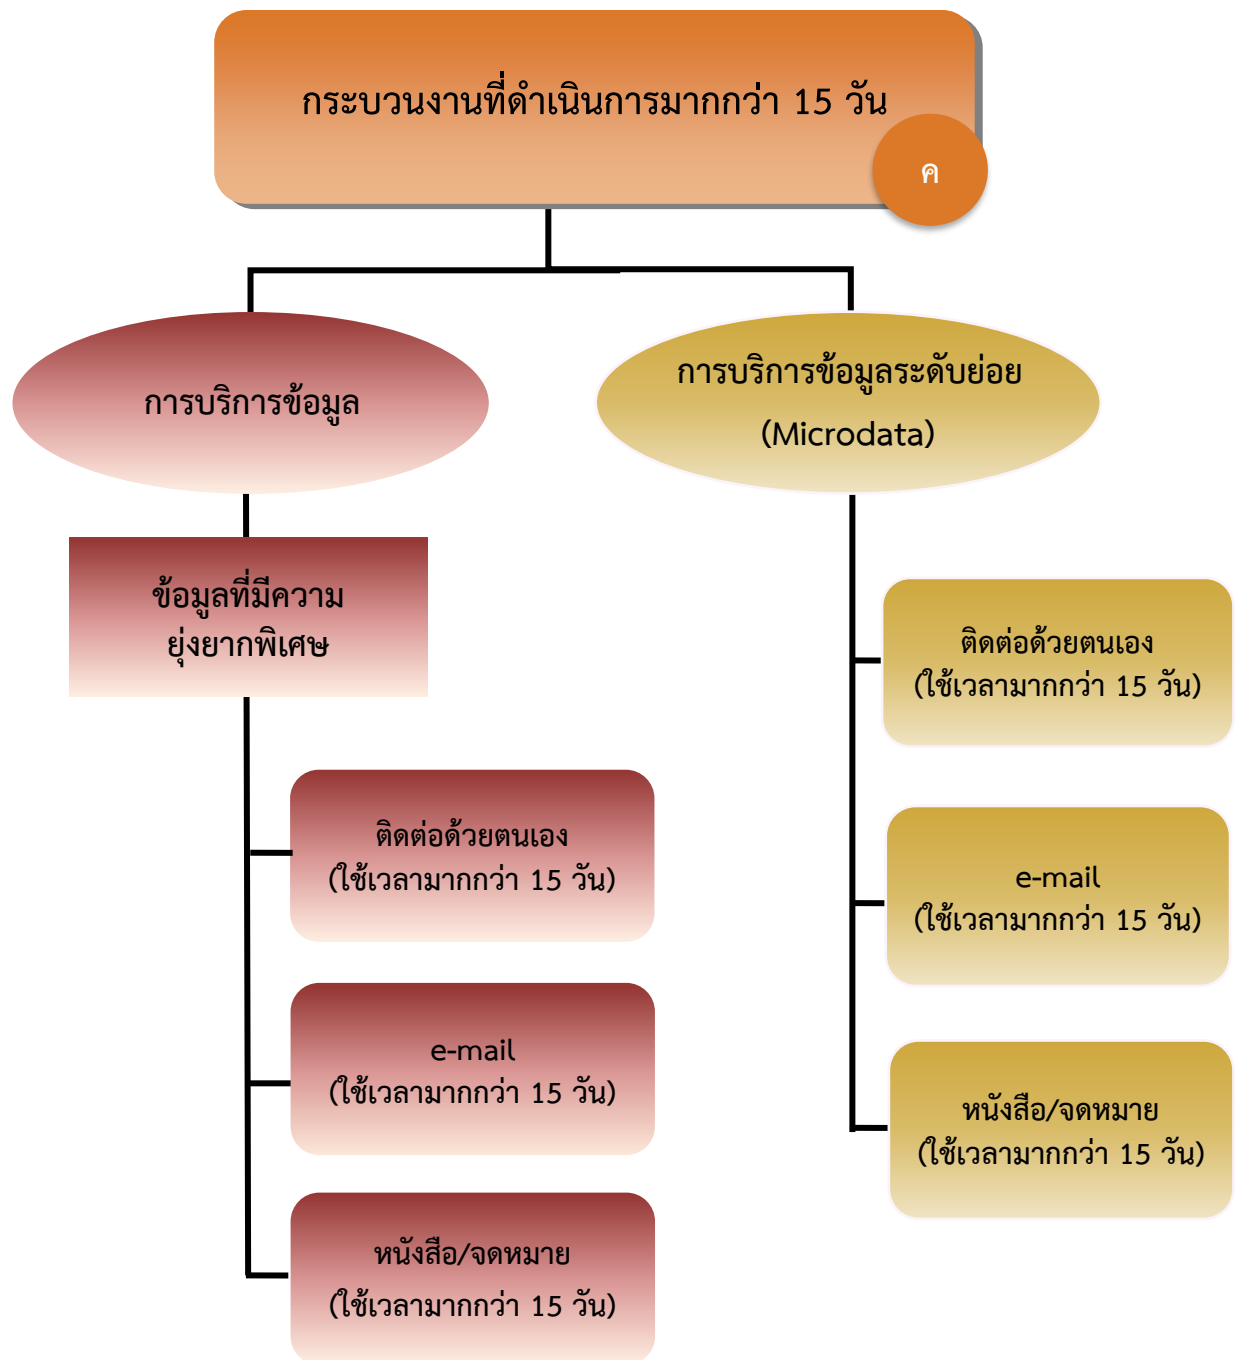 กระบวนงานที่ดำเนินการมากกว่า 15 วัน
ค
การบริการข้อมูล
การบริการข้อมูลระดับย่อย
(Microdata)
ข้อมูลที่มีความ
ยุ่งยากพิเศษ
ติดต่อด้วยตนเอง
(ใช้เวลามากกว่า 15 วัน)
e-mail
(ใช้เวลามากกว่า 15 วัน)
หนังสือ/จดหมาย
(ใช้เวลามากกว่า 15 วัน)
ติดต่อด้วยตนเอง
(ใช้เวลามากกว่า 15 วัน)
e-mail
(ใช้เวลามากกว่า 15 วัน)
หนังสือ/จดหมาย
(ใช้เวลามากกว่า 15 วัน)